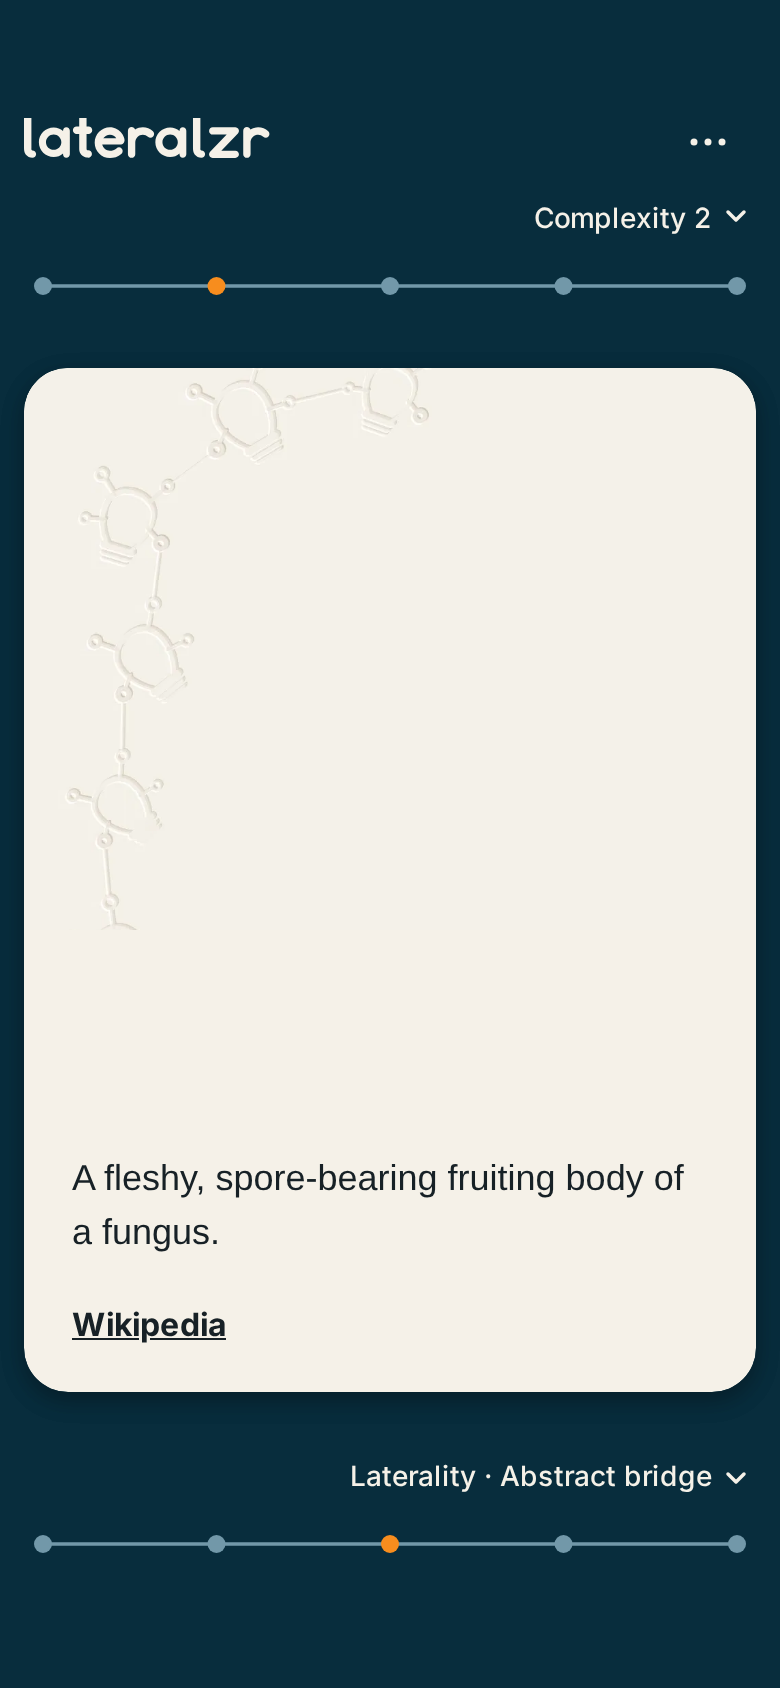 lateralzr
Complexity 2
A fleshy, spore-bearing fruiting body of
a fungus.
Wikipedia
Laterality · Abstract bridge